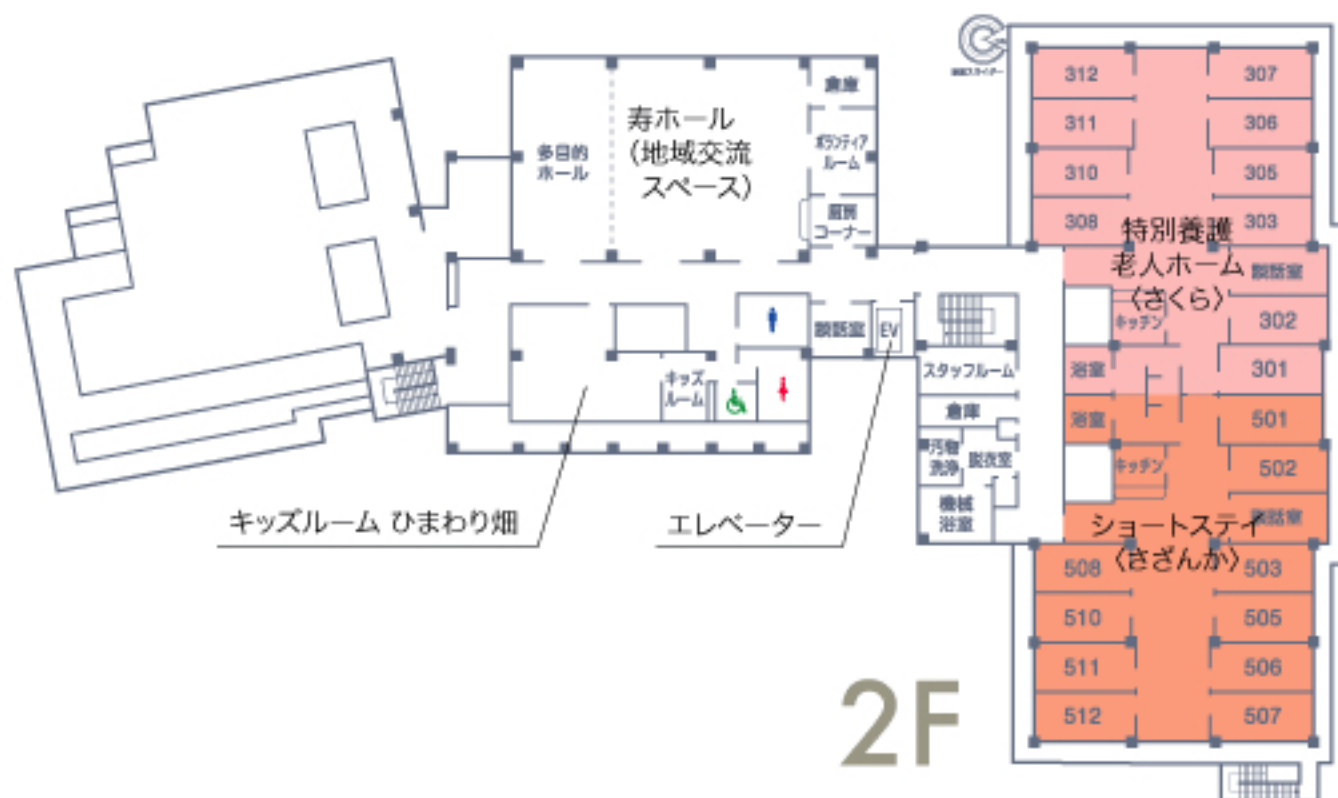 312
307
311
306
310
305
308
303
特別養護
老人ホーム
〈さくら〉
談話室
キッチン
302
浴室
301
浴室
501
キッチン
502
談話室
ショートステイ
〈さざんか〉
508
503
510
505
511
506
512
507
多目的
ホール
寿ホール
(地域交流
スペース)
倉庫
ボランティア
ルーム
厨房
コーナー
談話室
EV
キッズ
ルーム
スタッフルーム
倉庫
汚物
洗浄
脱衣室
機械
浴室
キッズルーム ひまわり畑
エレベーター
2F